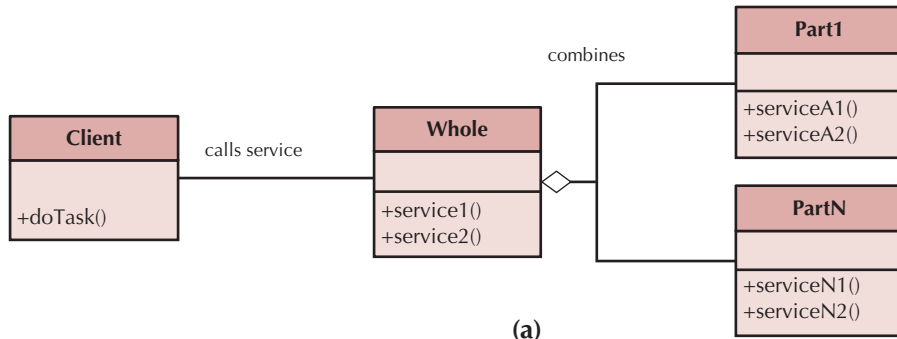 Client
+doTask()
calls service
Whole
+service1()
+service2()
combines
Part1
+serviceA1()
+serviceA2()
PartN
+serviceN1()
+serviceN2()
(a)